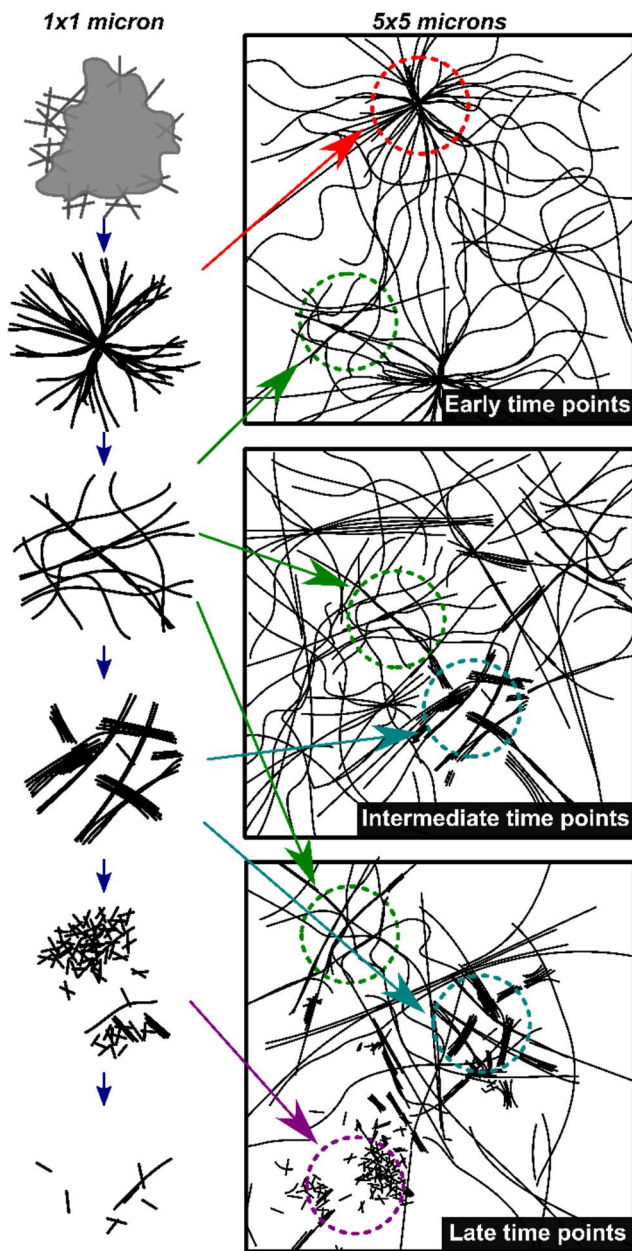 1x1 micron
5x5 microns
Early time points
Intermediate time points
Late time points